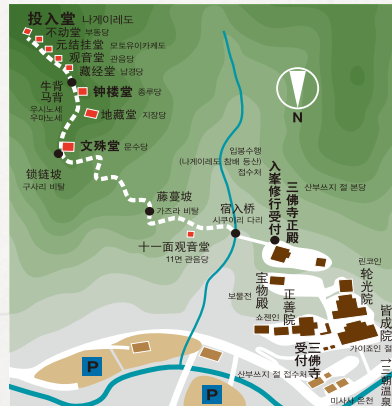 投入堂 나게이레도
不动堂 부동당
元结挂堂 모토유이카케도
观音堂 관음당
藏经堂 납경당
牛背
马背
우시노세
우마노세
钟楼堂 종루당
地藏堂 지장당
文殊堂 문수당
锁链坡
구사리 비탈
藤蔓坡
가즈라 비탈
十一面观音堂
11면 관음당
宿入桥
시쿠이리 다리
입봉수행
(나게이레도 참배 등산)
접수처
入峯修行受付
三佛寺正殿
산부쓰지 절 본당
N
宝物殿
보물전
正善院
쇼젠인
린코인
轮光院
皆成院
가이죠인 절
三佛寺
受付
산부쓰지 절 접수처
→三朝温泉
미사사 온천
P
P